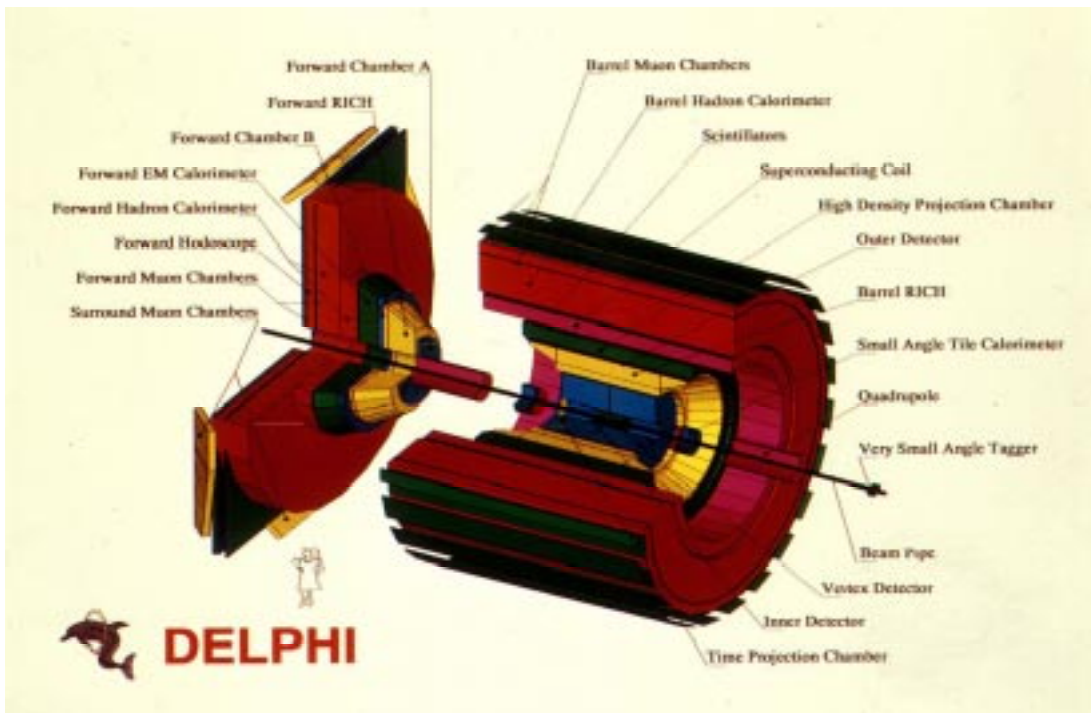 Forward Chamber A
Forward RICH
Forward Chamber B
Forward EM Calorimeter
Forward Hadron Calorimeter
Forward Hodoscope
Forward Muon Chambers
Surround Muon Chambers
Barrel Muon Chambers
Barrel Hadron Calorimeter
Scintillators
Superconducting Coil
High Density Projection Chamber
Outer Detector
Barrel RICH
Small Angle Tile Calorimeter
Quadrupole
Very Small Angle Tagger
Beam Pipe
Vertex Detector
Inner Detector
Time Projection Chamber
DELPHI